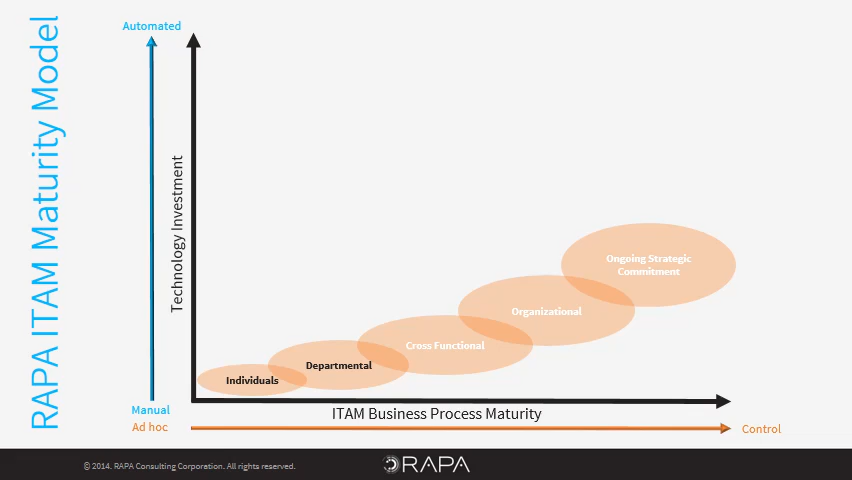 RAPA ITAM Maturity Model
Automated
Technology Investment
Ongoing Strategic
Commitment
Organizational
Cross Functional
Departmental
Individuals
Manual
Ad hoc
ITAM Business Process Maturity
Control
© 2014. RAPA Consulting Corporation. All rights reserved.
RAPA